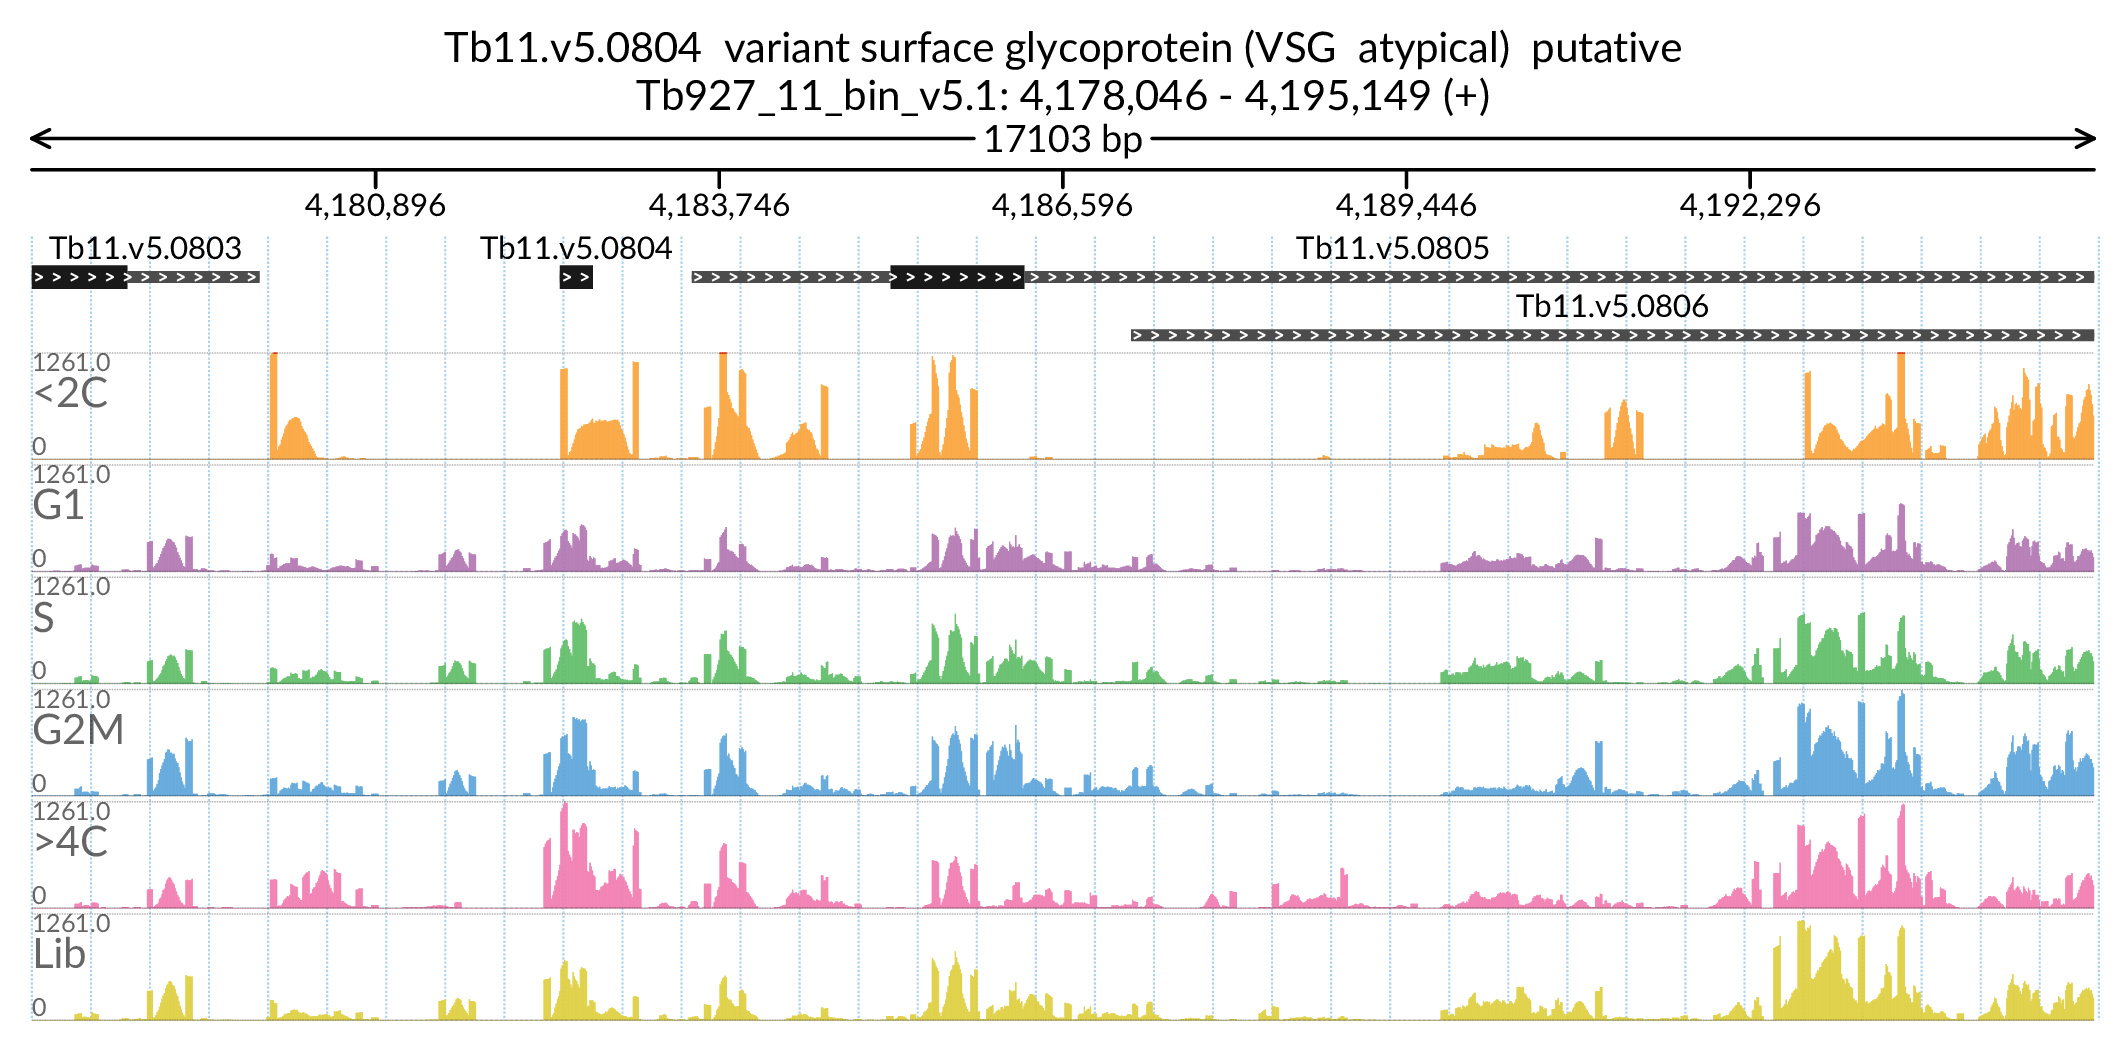 Tb11.v5.0804 variant surface glycoprotein (VSG atypical) putative
Tb927_11_bin_v5.1: 4,178,046 - 4,195,149 (+)
17103 bp
4,180,896 4,183,746 4,186,596 4,189,446 4,192,296
Tb11.v5.0803 Tb11.v5.0804 Tb11.v5.0805
Tb11.v5.0806
1261.0
<2C
0
1261.0
G1
0
1261.0
S
0
1261.0
G2M
0
1261.0
>4C
0
1261.0
Lib
0